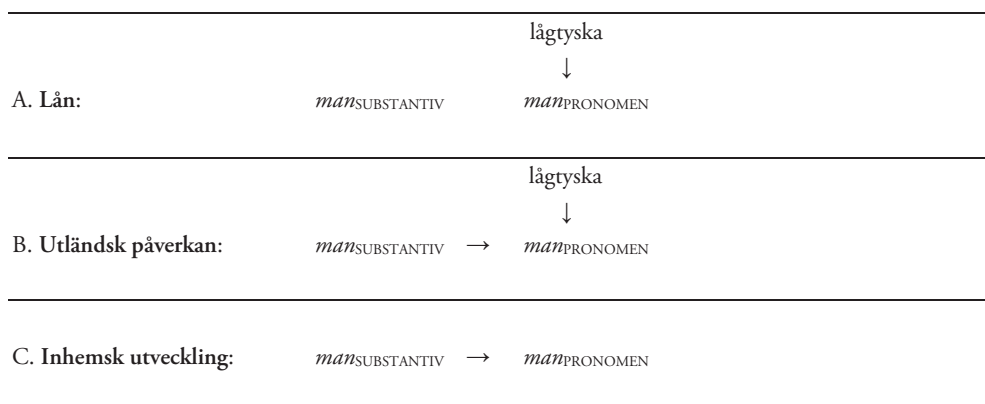 lågtyska
↓
A. Lån: manSUBSTANTIV manPRONOMEN
lågtyska
↓
B. Utländsk påverkan: manSUBSTANTIV → manPRONOMEN
C. Inhemsk utveckling: manSUBSTANTIV → manPRONOMEN